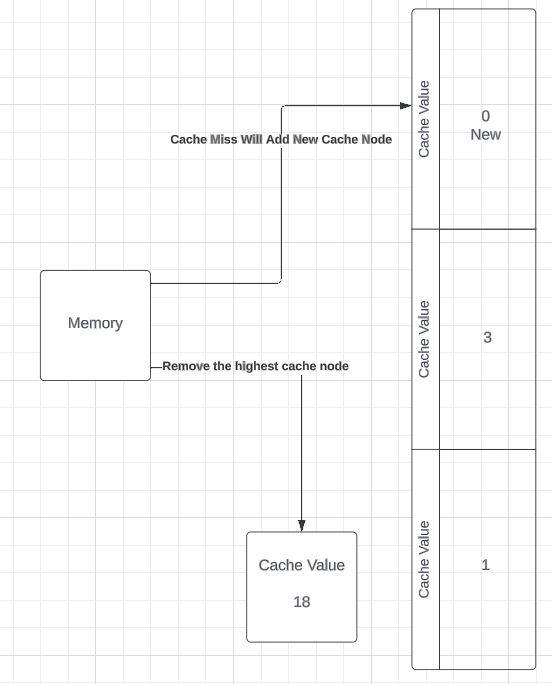 Cache Value
0
New
Cache Miss Will Add New Cache Node
Memory
Cache Value
3
Remove the highest cache node
Cache Value
1
Cache Value
18